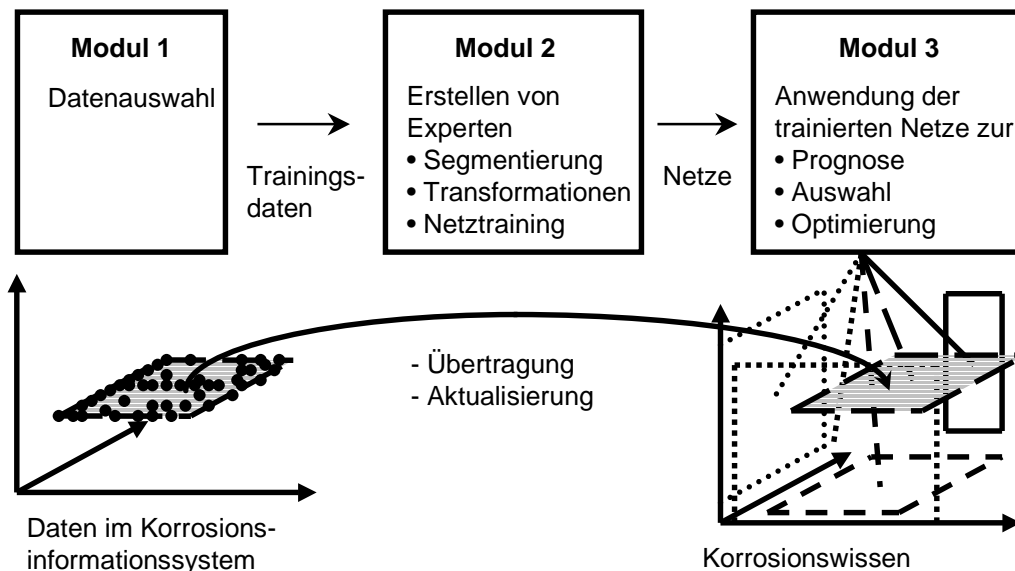 Modul 1
Datenauswahl
Trainings-
daten
Modul 2
Erstellen von
Experten
• Segmentierung
• Transformationen
• Netztraining
Netze
Modul 3
Anwendung der
trainierten Netze zur
• Prognose
• Auswahl
• Optimierung
- Übertragung
- Aktualisierung
Daten im Korrosions-
informationssystem
Korrosionswissen